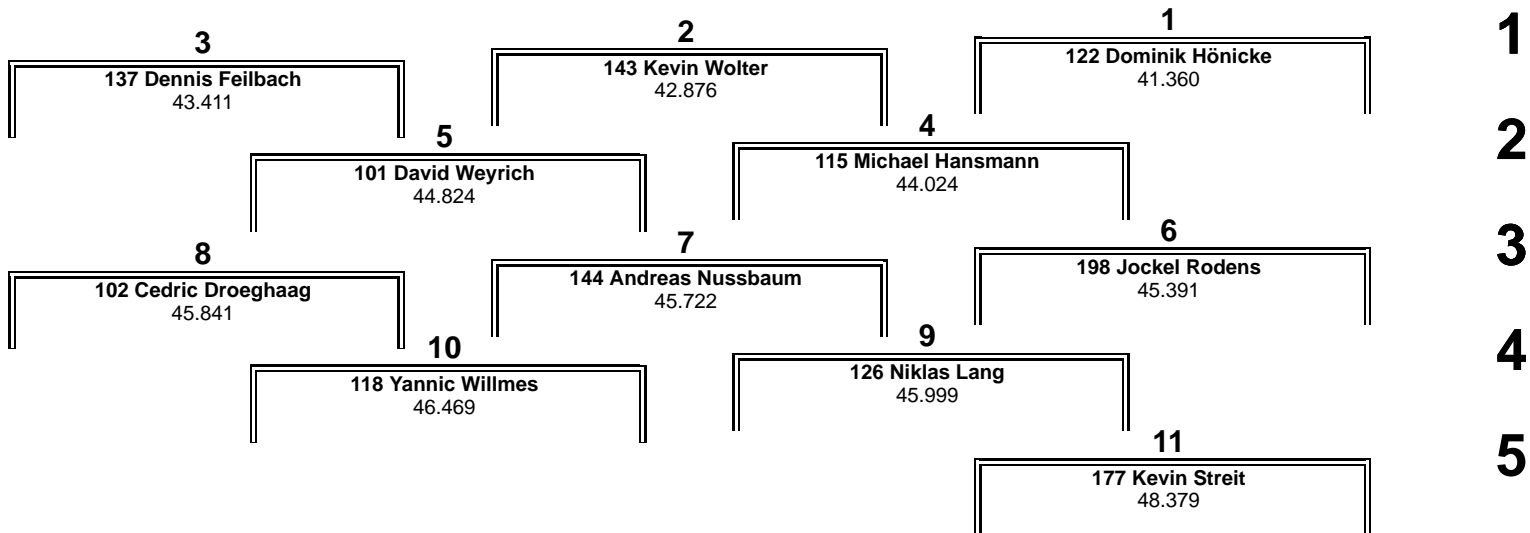 3
137 Dennis Feilbach
43.411
2
143 Kevin Wolter
42.876
1
122 Dominik Hönicke
41.360
1
5
101 David Weyrich
44.824
4
115 Michael Hansmann
44.024
2
8
102 Cedric Droeghaag
45.841
7
144 Andreas Nussbaum
45.722
6
198 Jockel Rodens
45.391
3
10
118 Yannic Willmes
46.469
9
126 Niklas Lang
45.999
4
11
177 Kevin Streit
48.379
5